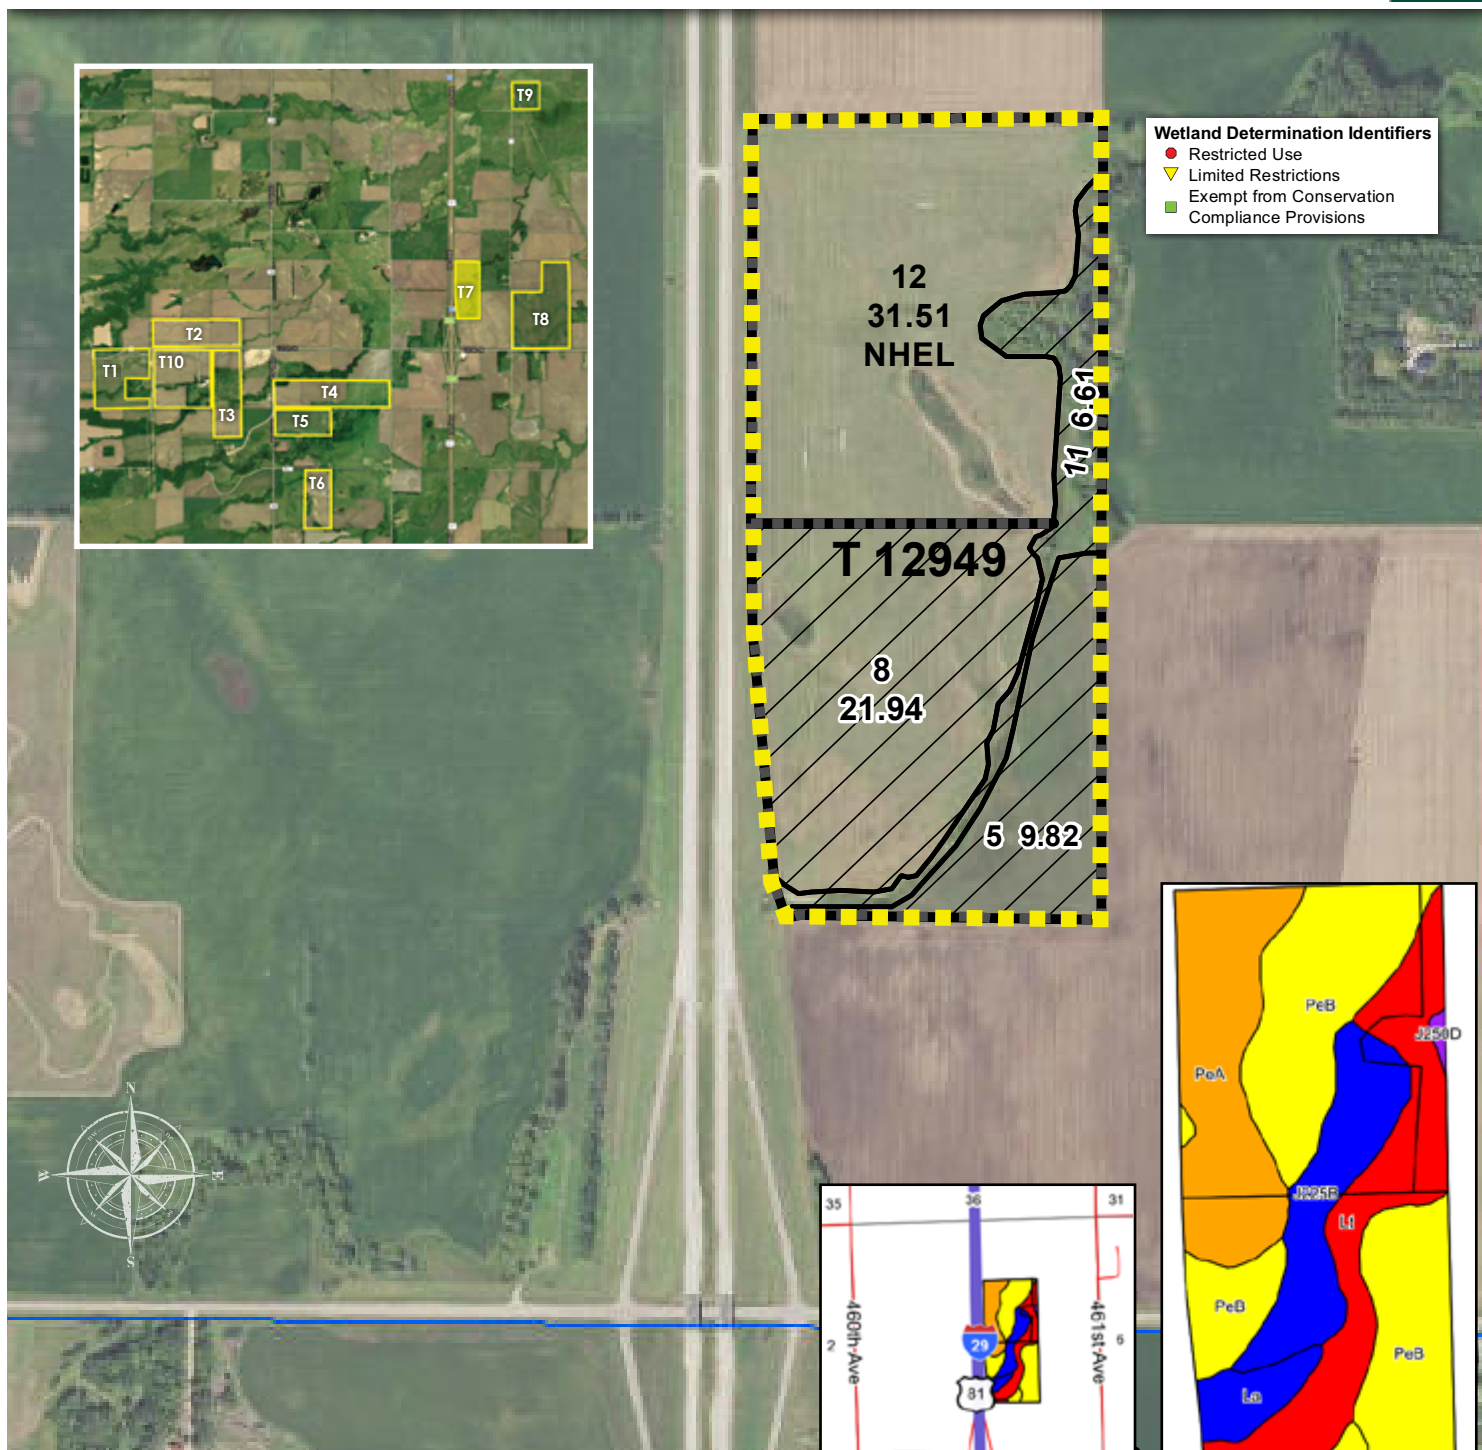 T9
T7
T8
T2
T1
T10
T3
T4
T5
T6
Wetland Determination Identifiers
Restricted Use
Limited Restrictions
Exempt from Conservation
Compliance Provisions
12
31.51
NHEL
11 6.61
T 12949
8
21.94
5 9.82
N
E
S
W
35
36
31
460th Ave
461st Ave
29
81
2
6
PeB
J250D
PeA
J225B
Lt
PeB
PeB
La